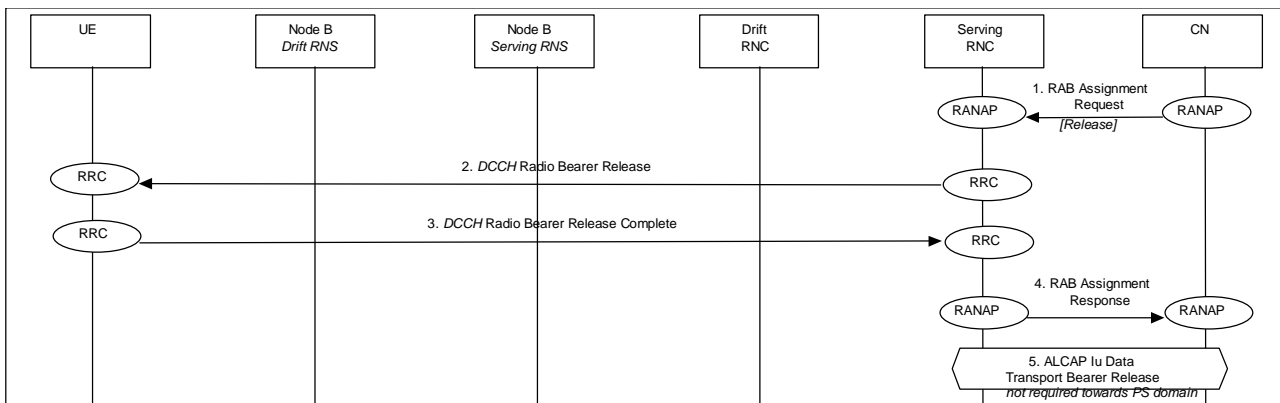 UE
Node B
Drift RNS
Node B
Serving RNS
Drift
RNC
Serving
RNC
CN
1. RAB Assignment
Request
[Release]
RANAP
RANAP
2. DCCH Radio Bearer Release
RRC
RRC
3. DCCH Radio Bearer Release Complete
RRC
RRC
4. RAB Assignment
Response
RANAP
RANAP
5. ALCAP Iu Data
Transport Bearer Release
not required towards PS domain